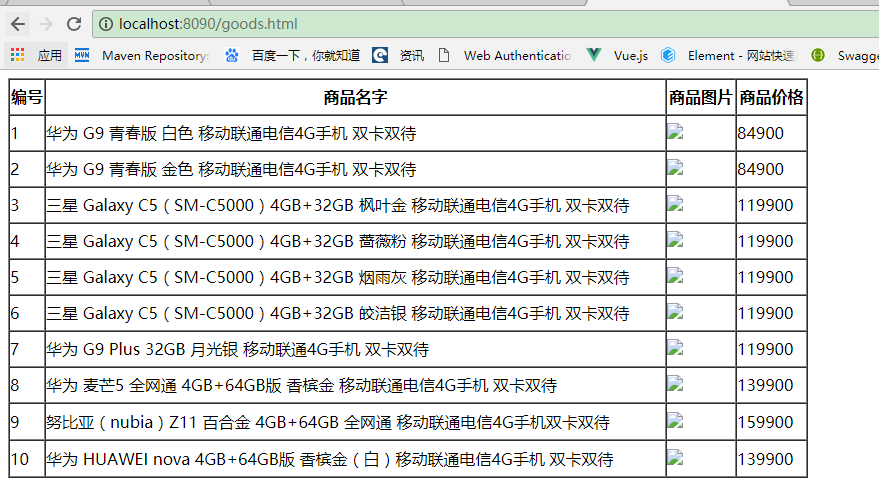 localhost:8090/goods.html
应用 Maven Repository: 百度一下，你就知道 资讯 Web Authentication Vue.js Element - 网站快速 Swagge
编号 商品名字 商品图片 商品价格
1 华为 G9 青春版 白色 移动联通电信4G手机 双卡双待 84900
2 华为 G9 青春版 金色 移动联通电信4G手机 双卡双待 84900
3 三星 Galaxy C5（SM-C5000）4GB+32GB 枫叶金 移动联通电信4G手机 双卡双待 119900
4 三星 Galaxy C5（SM-C5000）4GB+32GB 蔷薇粉 移动联通电信4G手机 双卡双待 119900
5 三星 Galaxy C5（SM-C5000）4GB+32GB 烟雨灰 移动联通电信4G手机 双卡双待 119900
6 三星 Galaxy C5（SM-C5000）4GB+32GB 皎洁银 移动联通电信4G手机 双卡双待 119900
7 华为 G9 Plus 32GB 月光银 移动联通4G手机 双卡双待 119900
8 华为 麦芒5 全网通 4GB+64GB版 香槟金 移动联通电信4G手机 双卡双待 139900
9 努比亚（nubia）Z11 百合金 4GB+64GB 全网通 移动联通电信4G手机双卡双待 159900
10 华为 HUAWEI nova 4GB+64GB版 香槟金（白）移动联通电信4G手机 双卡双待 139900